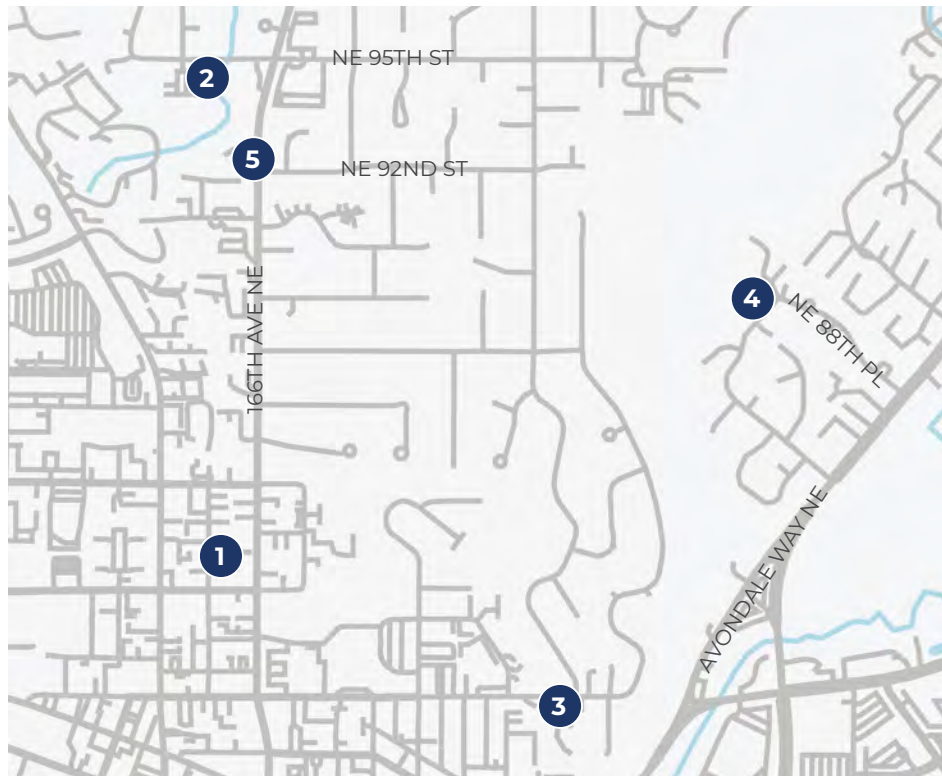 NE 95TH ST
2
5
NE 92ND ST
166TH AVE NE
4
NE 88TH PL
AVONDALE WAY NE
1
3